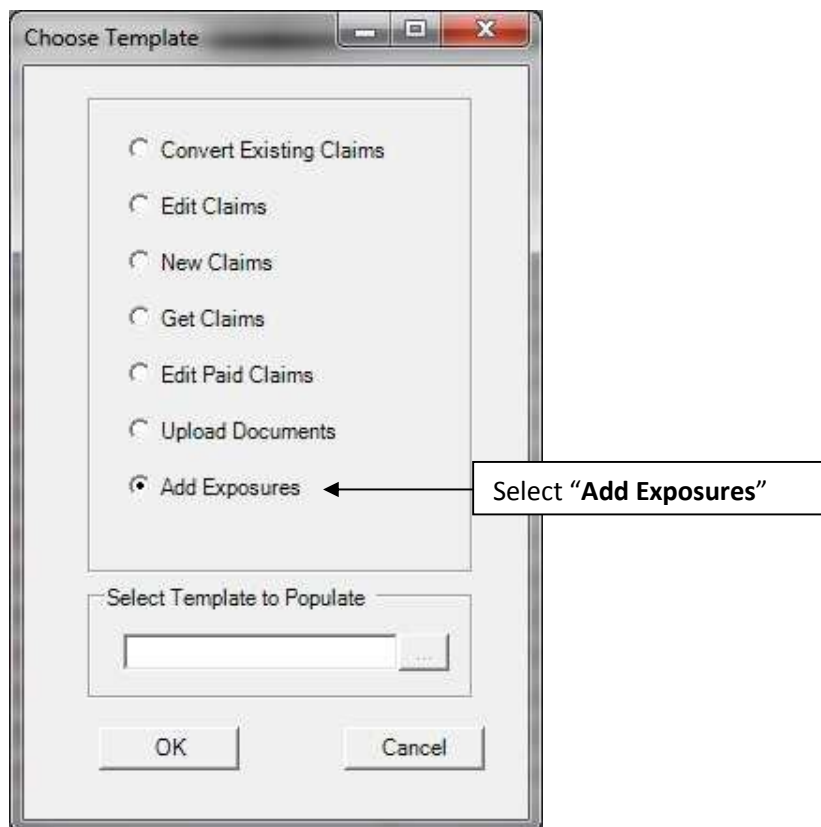 Choose Template
Convert Existing Claims
Edit Claims
New Claims
Get Claims
Edit Paid Claims
Upload Documents
Add Exposures
Select “Add Exposures”
Select Template to Populate
...
OK
Cancel